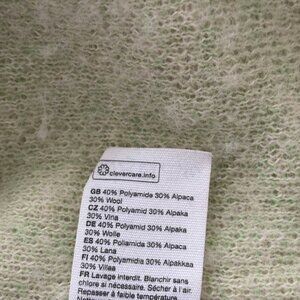 clevercare.info
GB 40% Polyamide 30% Alpaca
30% Wool
CZ 40% Polyamid 30% Alpaka
30% Vlna
DE 40% Polyamid 30% Alpaka
30% Wolle
ES 40% Poliamida 30% Alpaca
30% Lana
FI 40% Polyamidia 30% Alpakkaa
30% Villaa
FR Lavage interdit. Blanchir sans
chlore si nécessaire. Sécher à l'air.
Repasser à faible température.